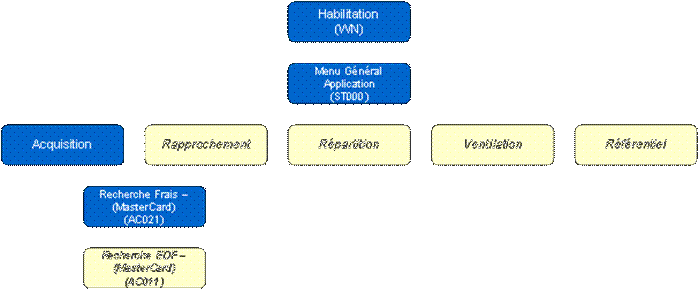 Habilitation
(WN)
Menu Général
Application
(ST000)
Acquisition
Rapprochement
Répartition
Ventilation
Référentiel
Recherche Frais –
(MasterCard)
(AC021)
Recherche EOF –
(MasterCard)
(AC011)